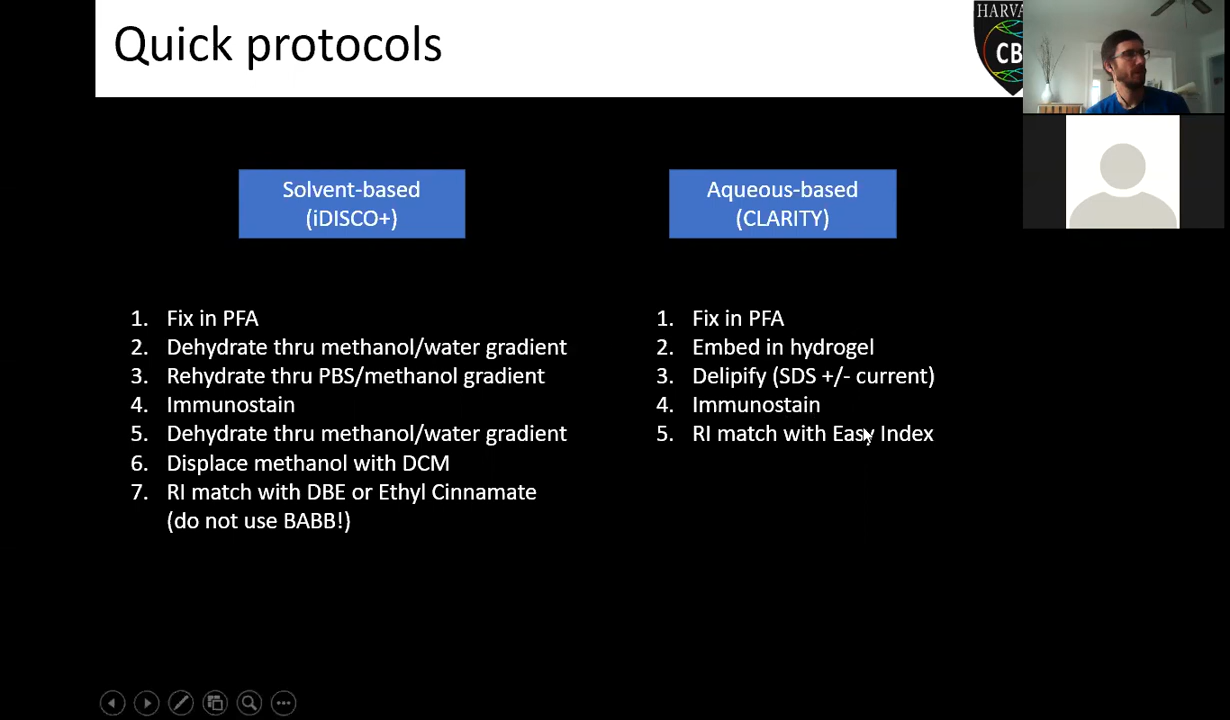 Quick protocols
HARVA
CB
Solvent-based
(iDISCO+)
Aqueous-based
(CLARITY)
1. Fix in PFA
2. Dehydrate thru methanol/water gradient
3. Rehydrate thru PBS/methanol gradient
4. Immunostain
5. Dehydrate thru methanol/water gradient
6. Displace methanol with DCM
7. RI match with DBE or Ethyl Cinnamate
(do not use BABB!)
1. Fix in PFA
2. Embed in hydrogel
3. Delipify (SDS +/- current)
4. Immunostain
5. RI match with Easy Index